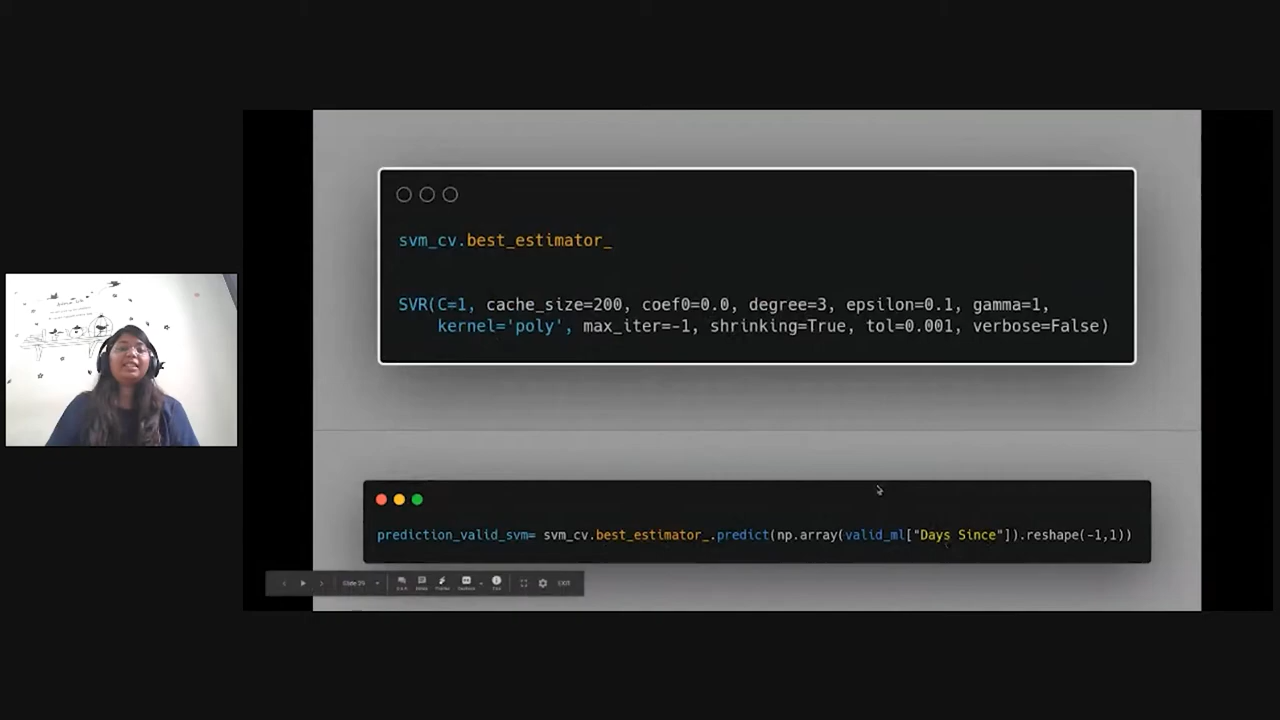 svm_cv.best_estimator_
SVR(C=1, cache_size=200, coef0=0.0, degree=3, epsilon=0.1, gamma=1,
kernel='poly', max_iter=-1, shrinking=True, tol=0.001, verbose=False)
prediction_valid_svm= svm_cv.best_estimator_.predict(np.array(valid_ml["Days Since"]).reshape(-1,1))
EXIT